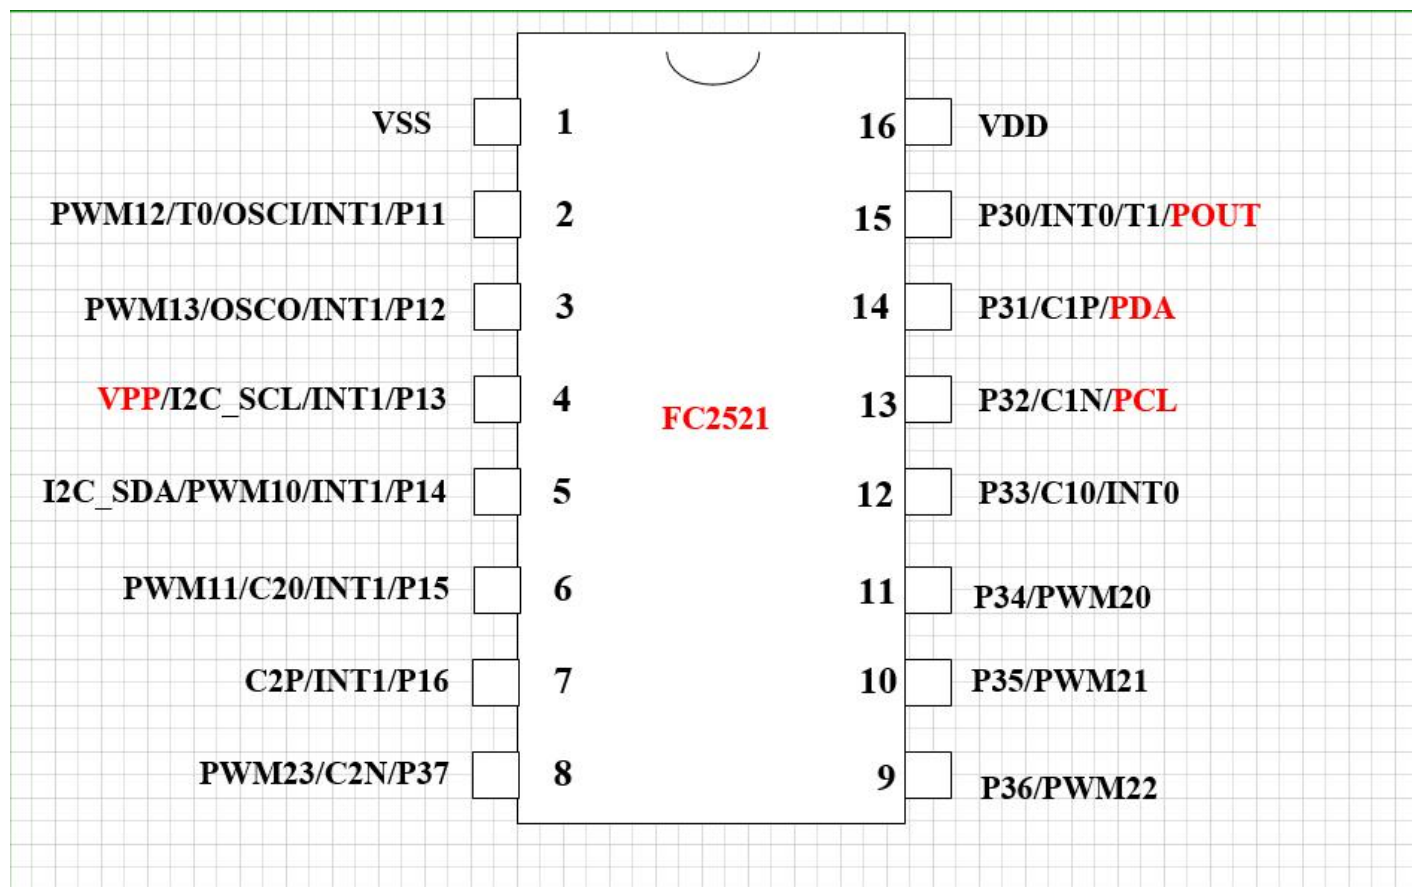 VSS 1 16 VDD
PWM12/T0/OSCI/INT1/P11 2 15 P30/INT0/T1/POUT
PWM13/OSCO/INT1/P12 3 14 P31/C1P/PDA
VPP/I2C_SCL/INT1/P13 4 13 P32/C1N/PCL
FC2521
I2C_SDA/PWM10/INT1/P14 5 12 P33/C10/INT0
PWM11/C20/INT1/P15 6 11 P34/PWM20
C2P/INT1/P16 7 10 P35/PWM21
PWM23/C2N/P37 8 9 P36/PWM22